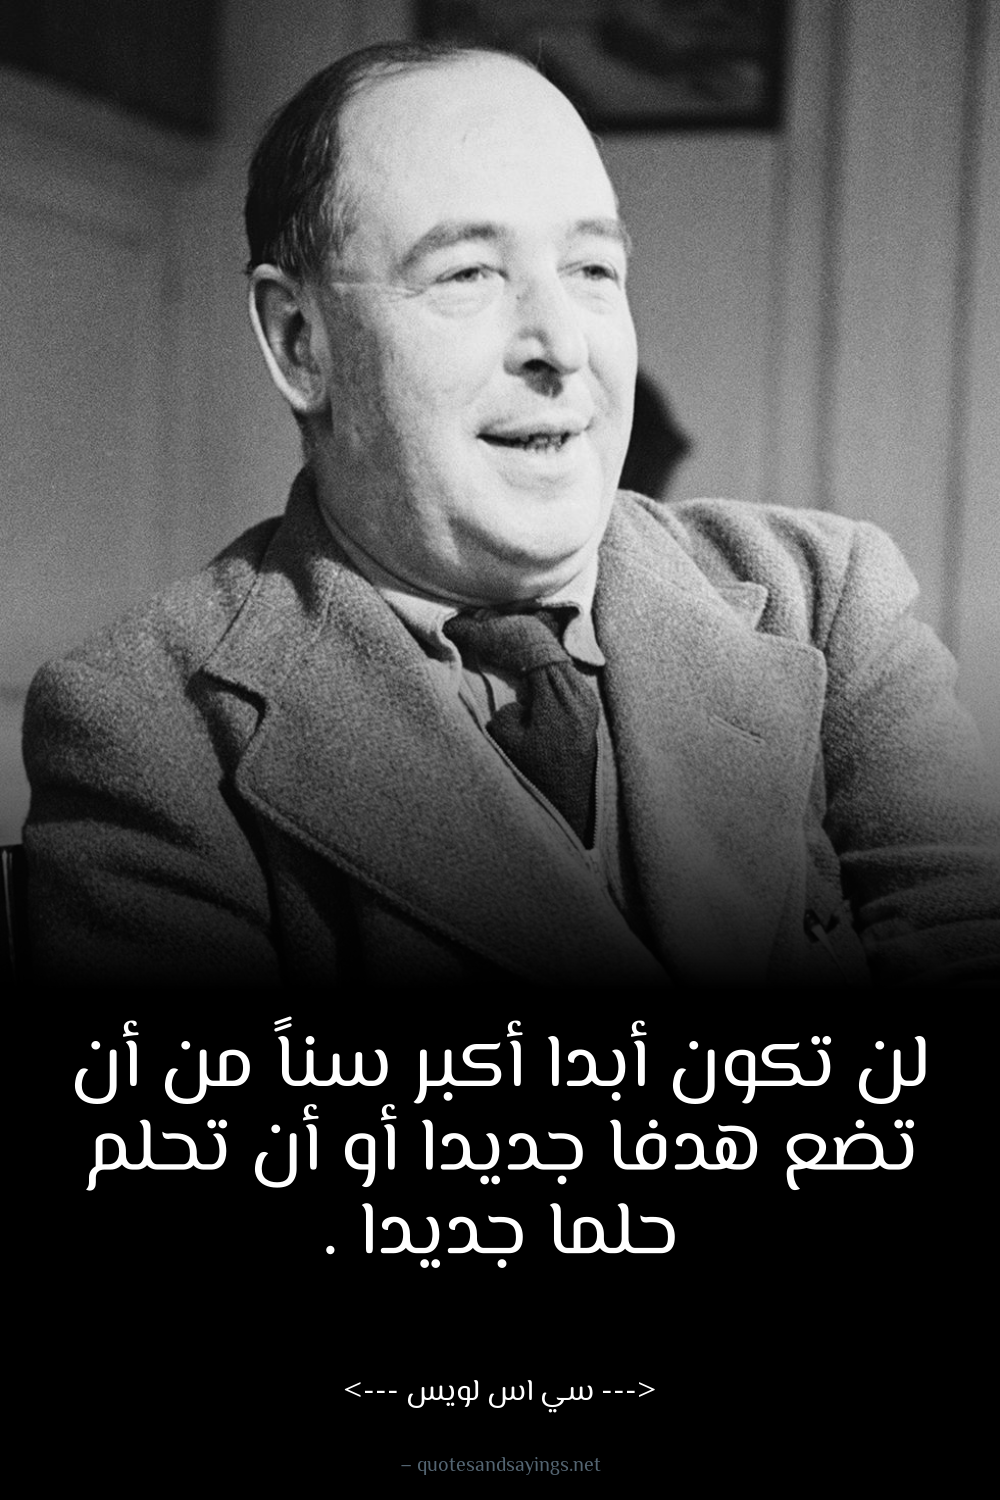 لن تكون أبدا أكبر سناً من أن
تضع هدفا جديدا أو أن تحلم
حلما جديدا .
<--- سي اس لويس --->
– quotesandsayings.net